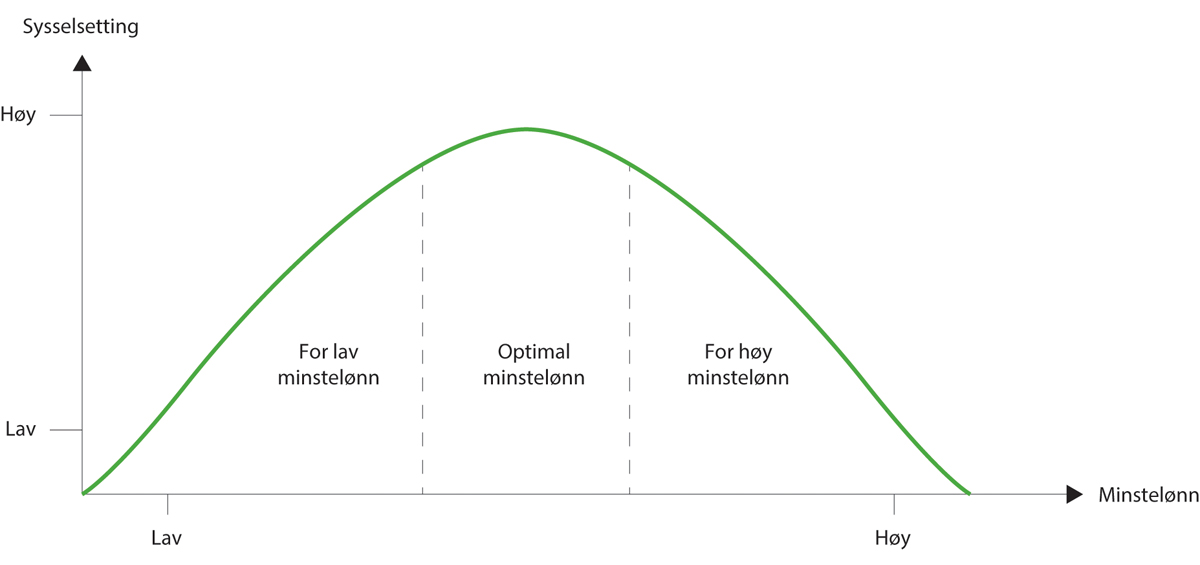 Sysselsetting
Høy
For lav
minstelønn
Optimal
minstelønn
For høy
minstelønn
Lav
Minstelønn
Lav
Høy